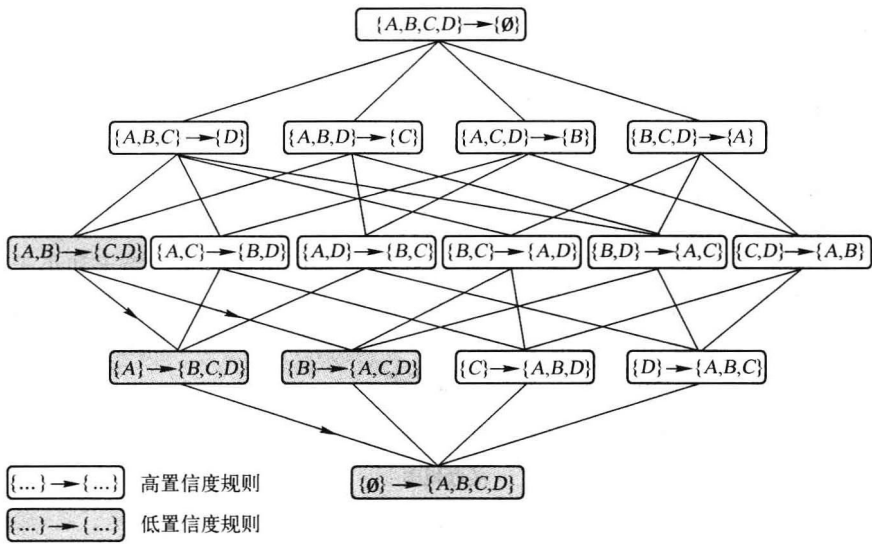 {A,B,C,D}→{Ø}
{A,B,C}→{D} {A,B,D}→{C} {A,C,D}→{B} {B,C,D}→{A}
{A,B}→{C,D} {A,C}→{B,D} {A,D}→{B,C} {B,C}→{A,D} {B,D}→{A,C} {C,D}→{A,B}
{A}→{B,C,D} {B}→{A,C,D} {C}→{A,B,D} {D}→{A,B,C}
{Ø}→{A,B,C,D}
{...}→{...} 高置信度规则
{...}→{...} 低置信度规则